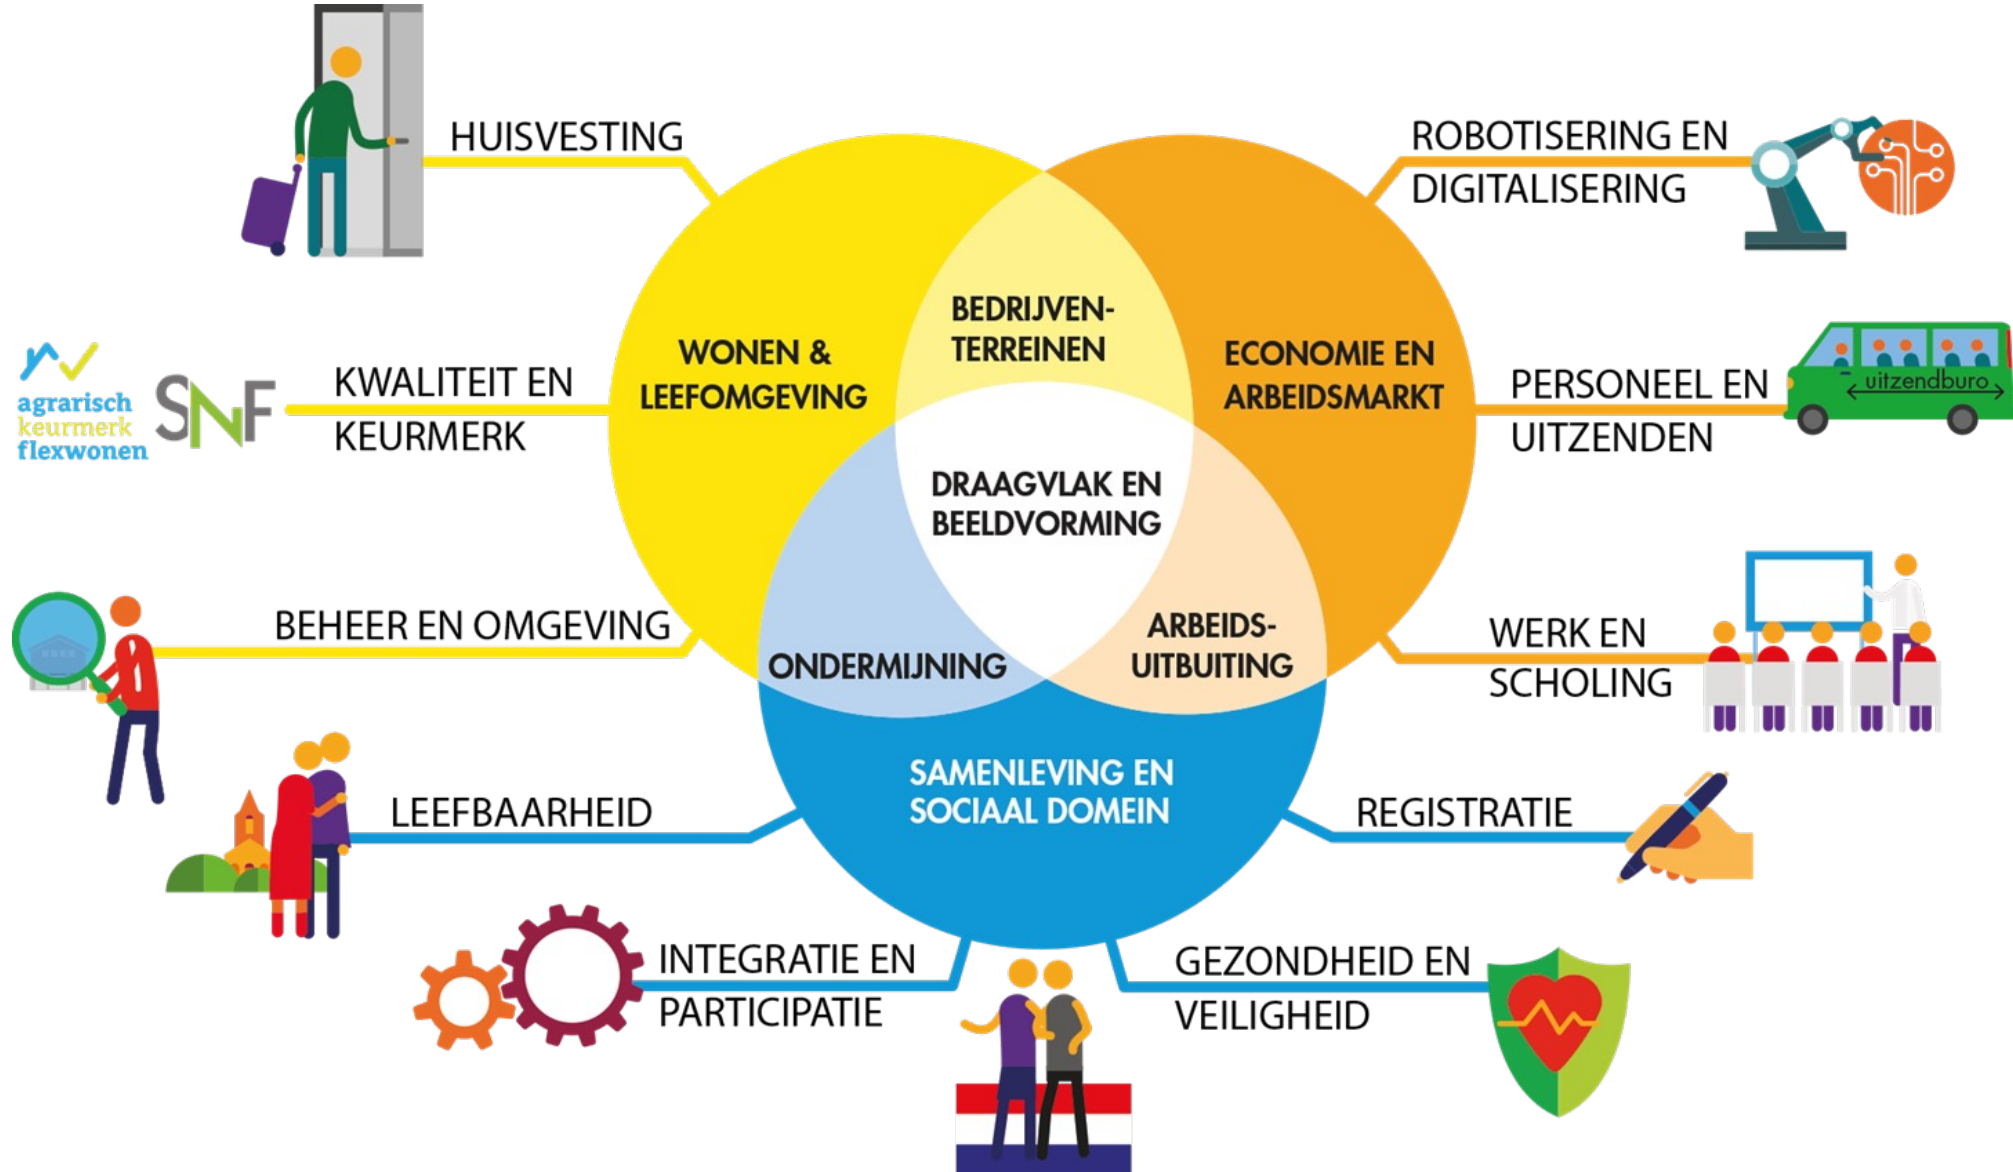 HUISVESTING
ROBOTISERING EN
DIGITALISERING
BEDRIJVEN-
TERREINEN
WONEN &
LEEFOMGEVING
ECONOMIE EN
ARBEIDSMARKT
agrarisch
keurmerk
flexwonen
SNF
KWALITEIT EN
KEURMERK
PERSONEEL EN
UITZENDEN
uitzendburo
DRAAGVLAK EN
BEELDVORMING
BEHEER EN OMGEVING
ONDERMIJNING
ARBEIDS-
UITBUITING
WERK EN
SCHOLING
SAMENLEVING EN
SOCIAAL DOMEIN
LEEFBAARHEID
REGISTRATIE
INTEGRATIE EN
PARTICIPATIE
GEZONDHEID EN
VEILIGHEID